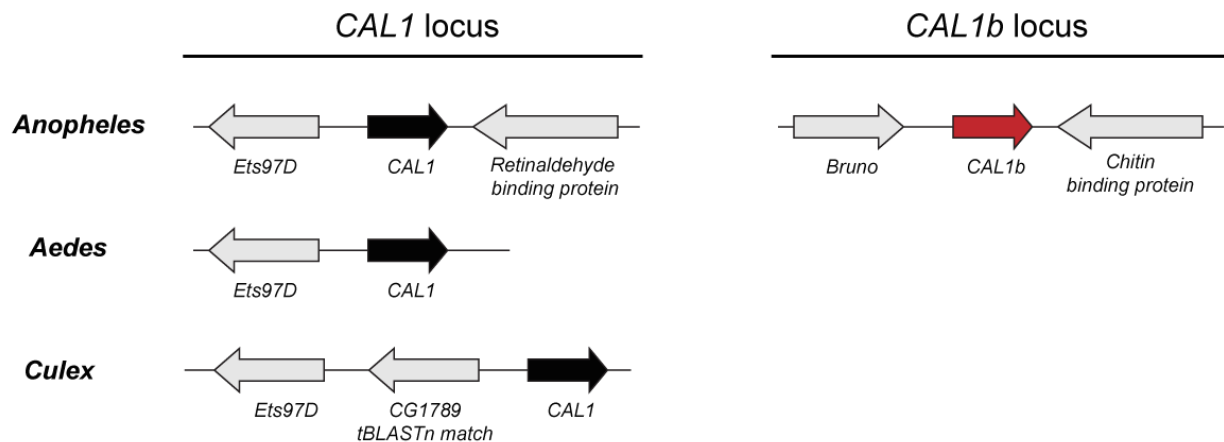 CAL1 locus
CAL1b locus
Anopheles
Ets97D
CAL1
Retinaldehyde
binding protein
Bruno
CAL1b
Chitin
binding protein
Aedes
Ets97D
CAL1
Culex
Ets97D
CG1789
tBLASTn match
CAL1